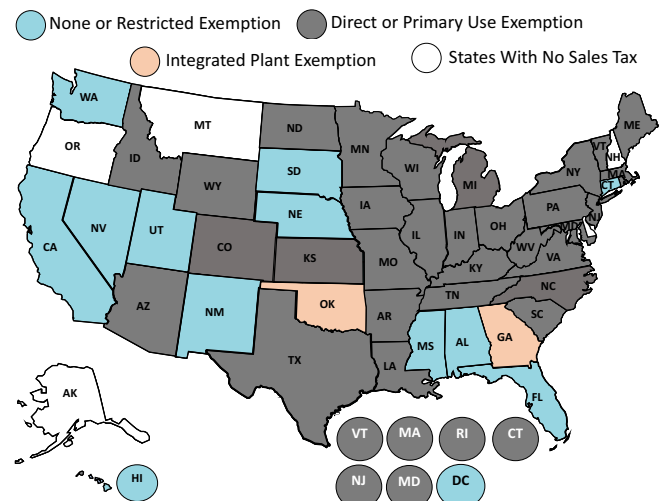 None or Restricted Exemption
Direct or Primary Use Exemption
Integrated Plant Exemption
States With No Sales Tax
WA
MT
ND
MN
ME
OR
ID
WY
SD
WI
MI
NY
VT
NH
MA
CT
NV
UT
NE
IA
IL
IN
OH
PA
NJ
MD
CA
CO
KS
MO
KY
WV
VA
AZ
NM
OK
AR
TN
NC
SC
TX
LA
MS
AL
GA
FL
AK
HI
VT
MA
RI
CT
NJ
MD
DC